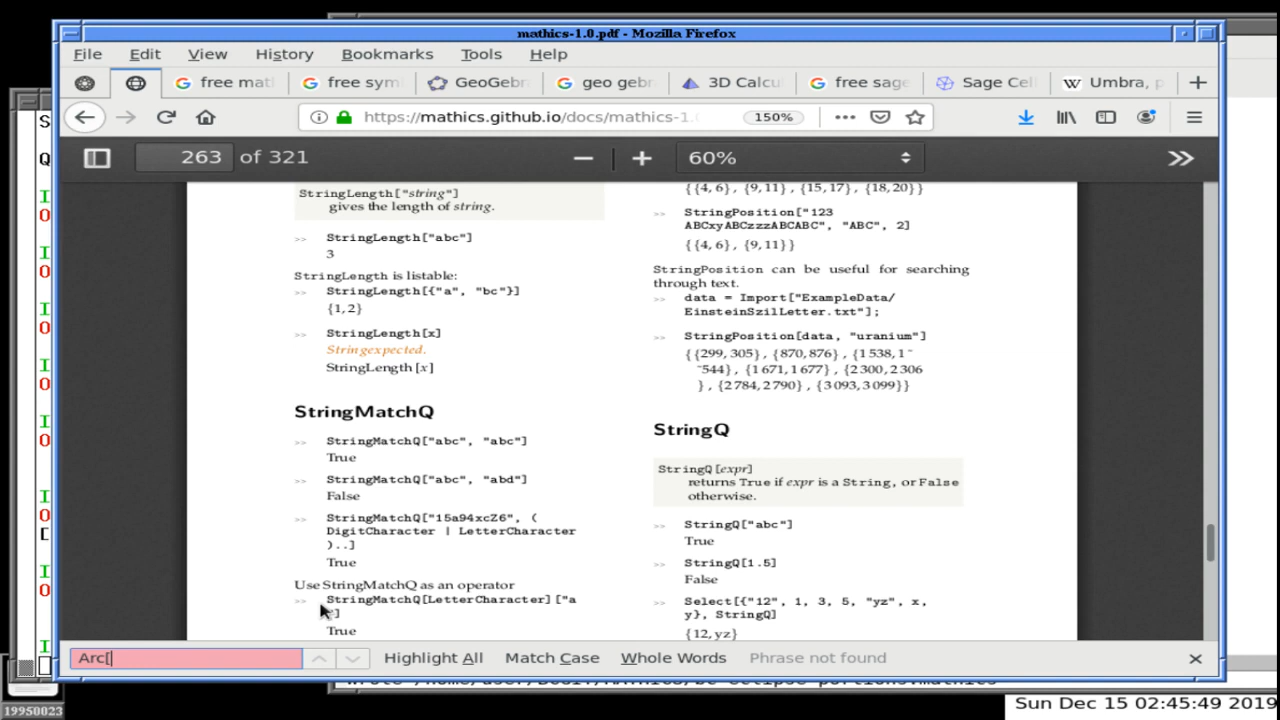 mathics-1.0.pdf - Mozilla Firefox
File Edit View History Bookmarks Tools Help
free mat free sym GeoGebr geo gebr 3D Calcu free sage Sage Cel Umbra, p
https://mathics.github.io/docs/mathics-1. 150%
263 of 321 60%
StringLength["string"]
gives the length of string.
>> StringLength["abc"]
3
StringLength is listable:
>> StringLength[{"a", "bc"}]
{1,2}
>> StringLength[x]
Stringexpected.
StringLength[x]
StringMatchQ
>> StringMatchQ["abc", "abc"]
True
>> StringMatchQ["abc", "abd"]
False
>> StringMatchQ["15a94xcZ6", (
DigitCharacter | LetterCharacter
)..]
True
Use StringMatchQ as an operator
>> StringMatchQ[LetterCharacter]["a
"]
True
{{4, 6}, {9, 11}, {15, 17}, {18, 20}}
>> StringPosition["123
ABCxyABCzzzABCABC", "ABC", 2]
{{4, 6}, {9, 11}}
StringPosition can be useful for searching
through text.
>> data = Import["ExampleData/
EinsteinSzilLetter.txt"];
>> StringPosition[data, "uranium"]
{{299, 305}, {870, 876}, {1538, 1~
~544}, {1671, 1677}, {2300, 2306
}, {2784, 2790}, {3093, 3099}}
StringQ
StringQ[expr]
returns True if expr is a String, or False
otherwise.
>> StringQ["abc"]
True
>> StringQ[1.5]
False
>> Select[{"12", 1, 3, 5, "yz", x,
y}, StringQ]
{12, yz}
Arc[ Highlight All Match Case Whole Words Phrase not found
19950023
Sun Dec 15 02:45:49 2019